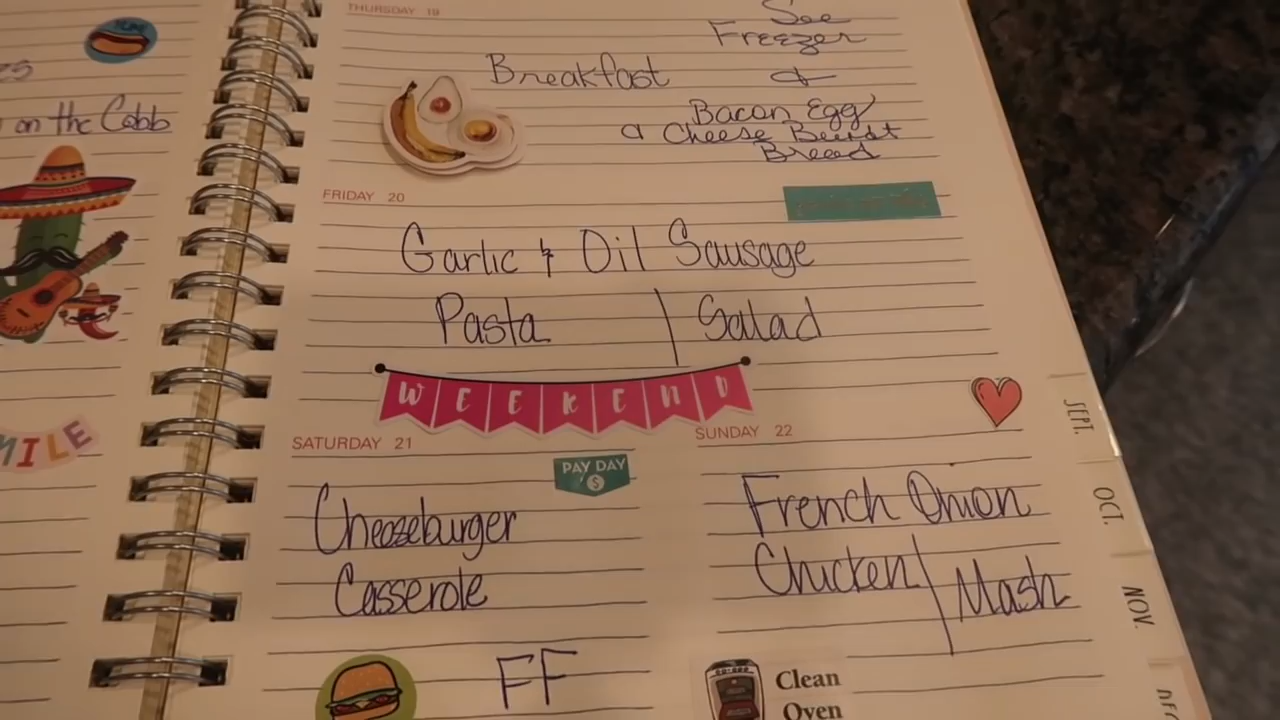 es
on the Cobb
MILE
THURSDAY 19
See
Freezer
Breakfast &
Bacon Egg
& Cheese
Bread
FRIDAY 20
Garlic & Oil Sausage
Pasta | Salad
WEEKEND
SATURDAY 21
PAY DAY
$
Cheeseburger
Casserole
FF
SUNDAY 22
French Onion
Chicken | Mash
Clean
Oven
SEPT.
OCT.
NOV.
DEC